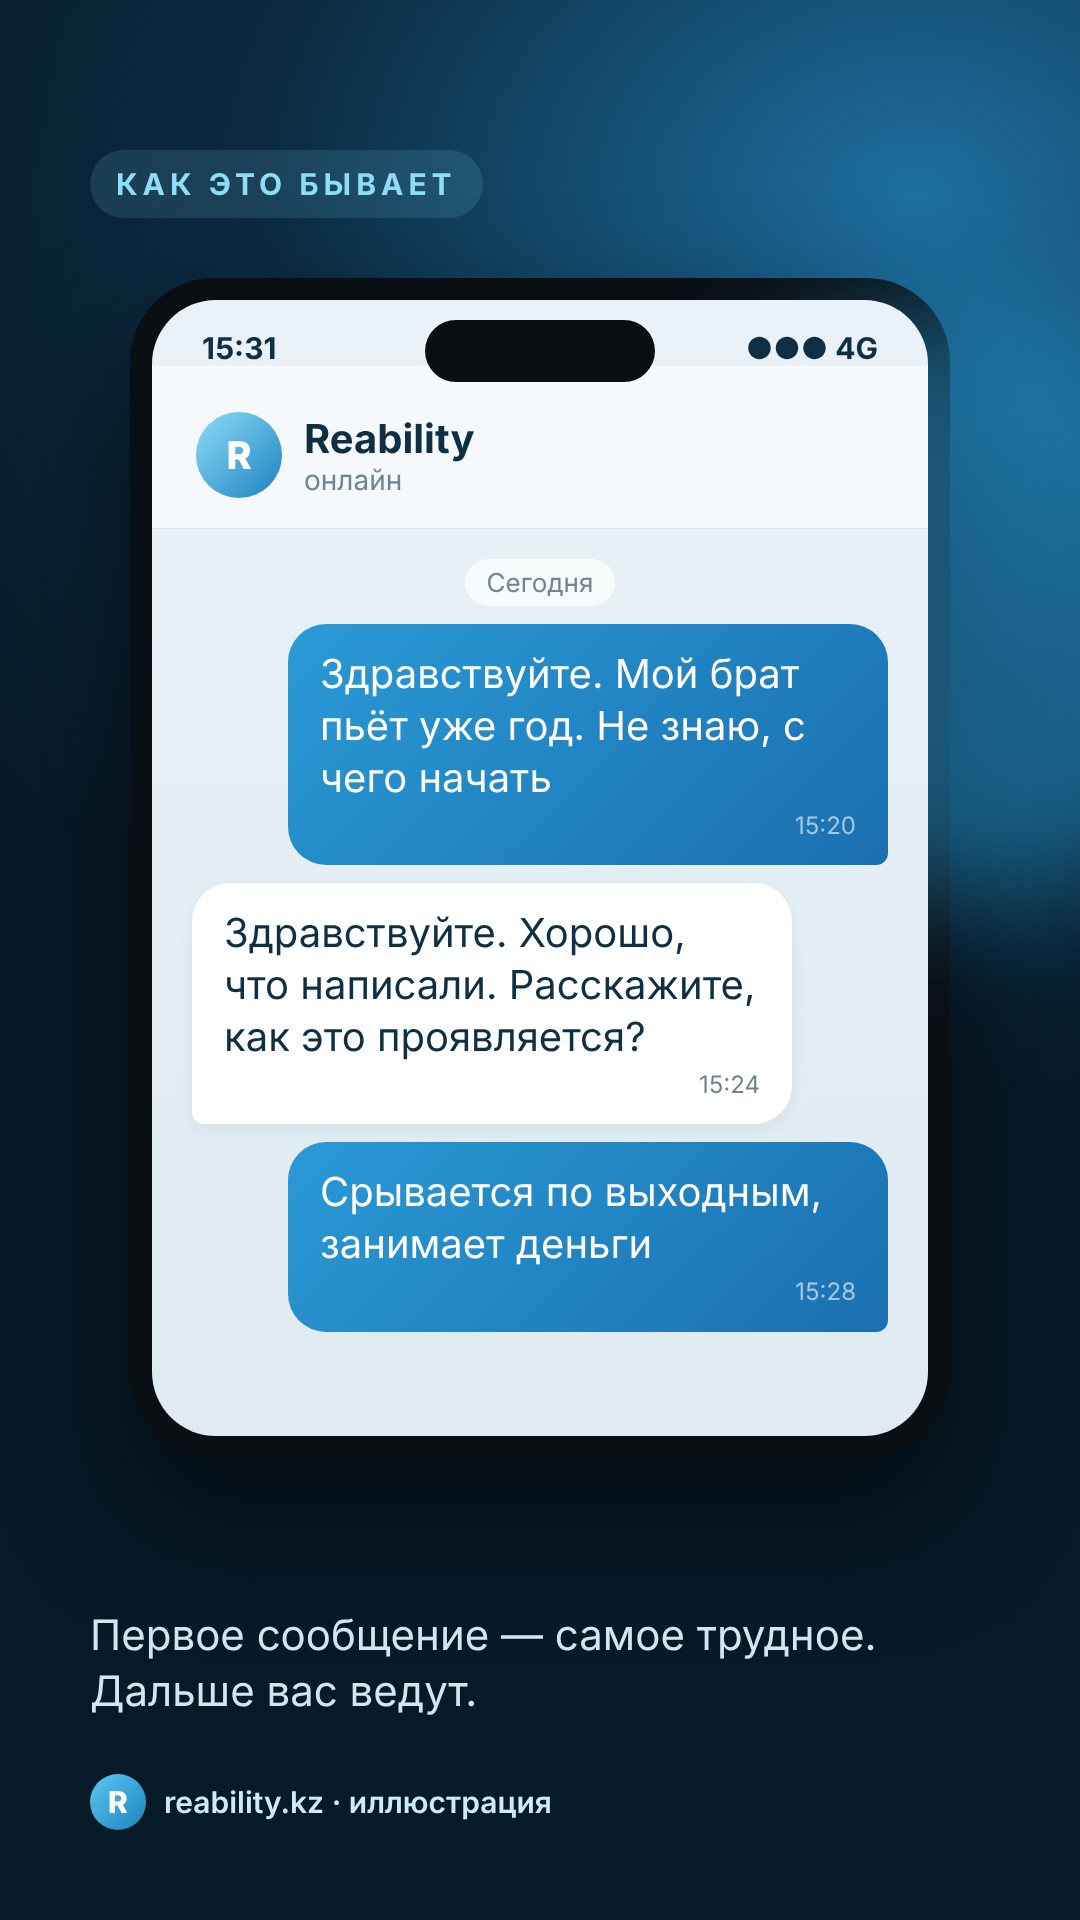 КАК ЭТО БЫВАЕТ
15:31
4G
R
Reability
онлайн
Сегодня
Здравствуйте. Мой брат
пьёт уже год. Не знаю, с
чего начать
15:20
Здравствуйте. Хорошо,
что написали. Расскажите,
как это проявляется?
15:24
Срывается по выходным,
занимает деньги
15:28
Первое сообщение — самое трудное.
Дальше вас ведут.
R
reability.kz · иллюстрация